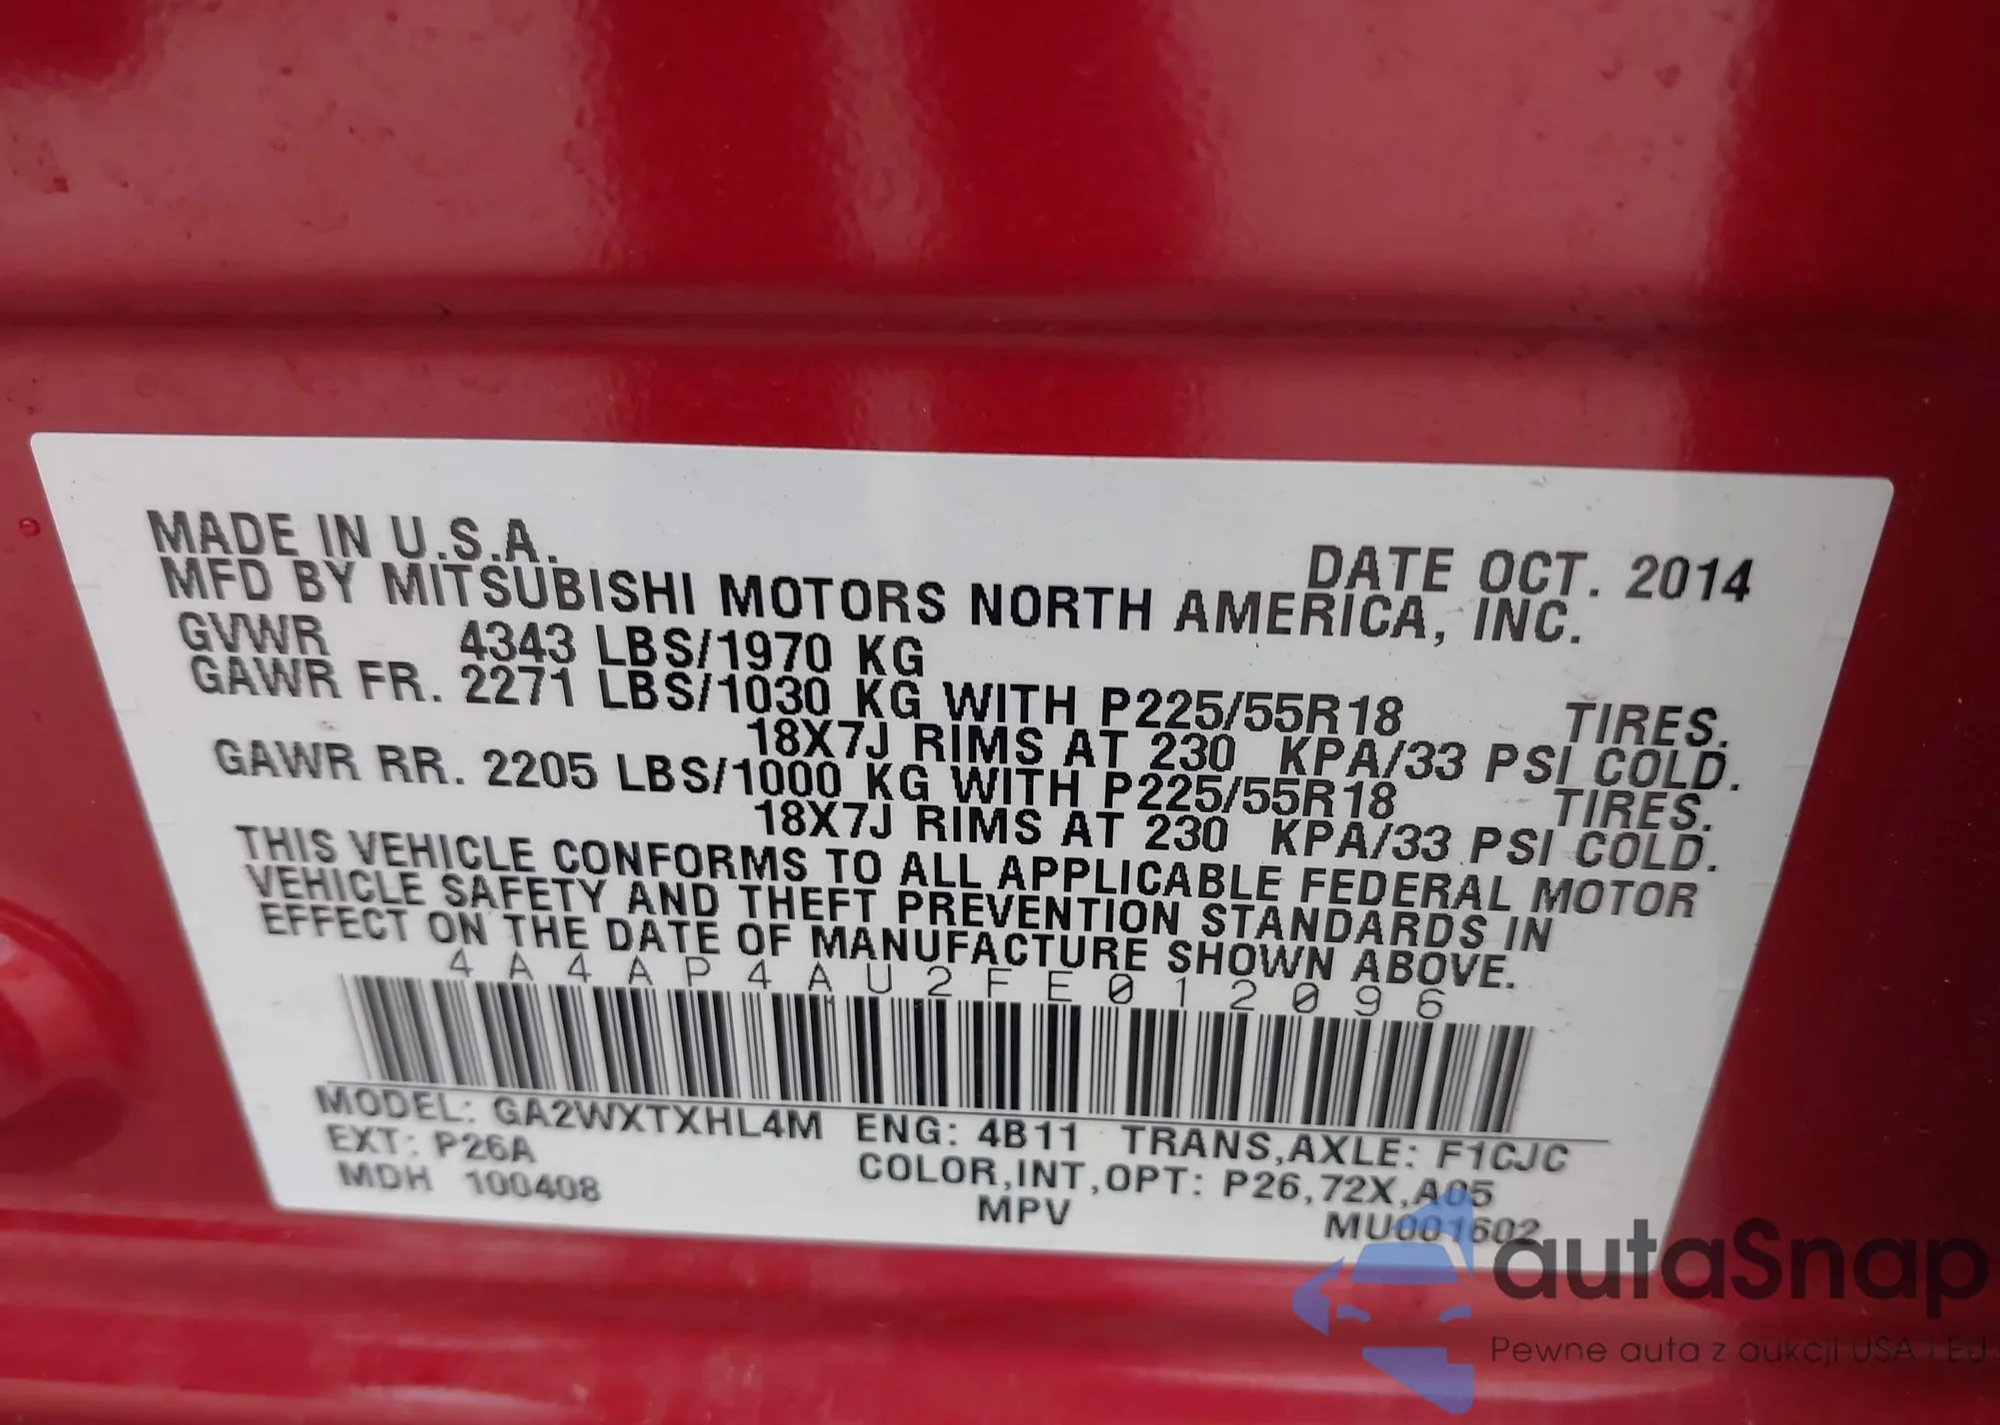 MADE IN U.S.A. DATE OCT. 2014
MFD BY MITSUBISHI MOTORS NORTH AMERICA, INC.
GVWR 4343 LBS/1970 KG
GAWR FR. 2271 LBS/1030 KG WITH P225/55R18 TIRES.
18X7J RIMS AT 230 KPA/33 PSI COLD.
GAWR RR. 2205 LBS/1000 KG WITH P225/55R18 TIRES.
18X7J RIMS AT 230 KPA/33 PSI COLD.
THIS VEHICLE CONFORMS TO ALL APPLICABLE FEDERAL MOTOR
VEHICLE SAFETY AND THEFT PREVENTION STANDARDS IN
EFFECT ON THE DATE OF MANUFACTURE SHOWN ABOVE.
4A4AP4AU2FE012096
MODEL: GA2WXTXHL4M ENG: 4B11 TRANS,AXLE: F1CJC
EXT: P26A COLOR,INT,OPT: P26,72X,A05
MDH 100408 MPV MU001602
autaSnap
Pewne auta z aukcji USA i EU